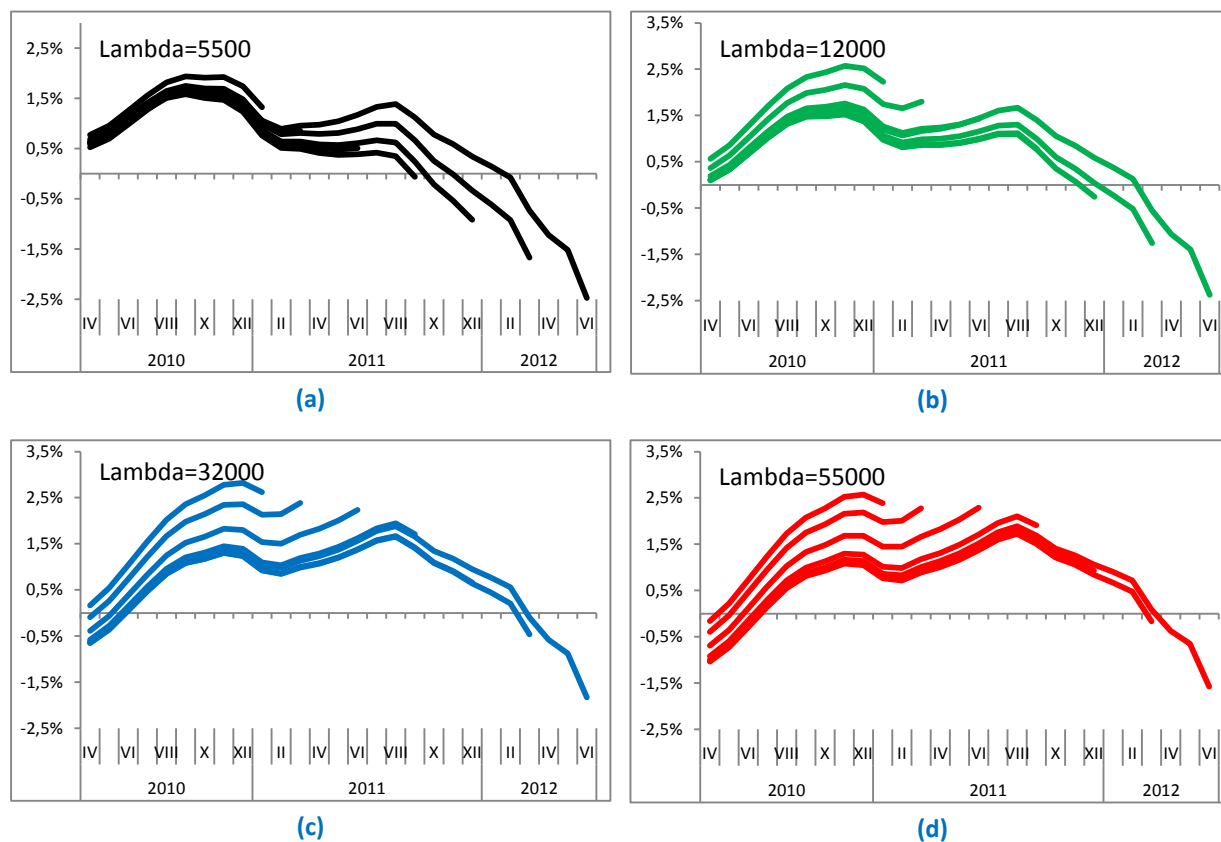 Lambda=5500
2,5%
1,5%
0,5%
-0,5%
-1,5%
-2,5%
IV VI VIII X XII II IV VI VIII X XII II IV VI
2010 2011 2012
(a)
Lambda=12000
3,5%
2,5%
1,5%
0,5%
-0,5%
-1,5%
-2,5%
IV VI VIII X XII II IV VI VIII X XII II IV VI
2010 2011 2012
(b)
Lambda=32000
3,5%
2,5%
1,5%
0,5%
-0,5%
-1,5%
-2,5%
IV VI VIII X XII II IV VI VIII X XII II IV VI
2010 2011 2012
(c)
Lambda=55000
3,5%
2,5%
1,5%
0,5%
-0,5%
-1,5%
-2,5%
IV VI VIII X XII II IV VI VIII X XII II IV VI
2010 2011 2012
(d)